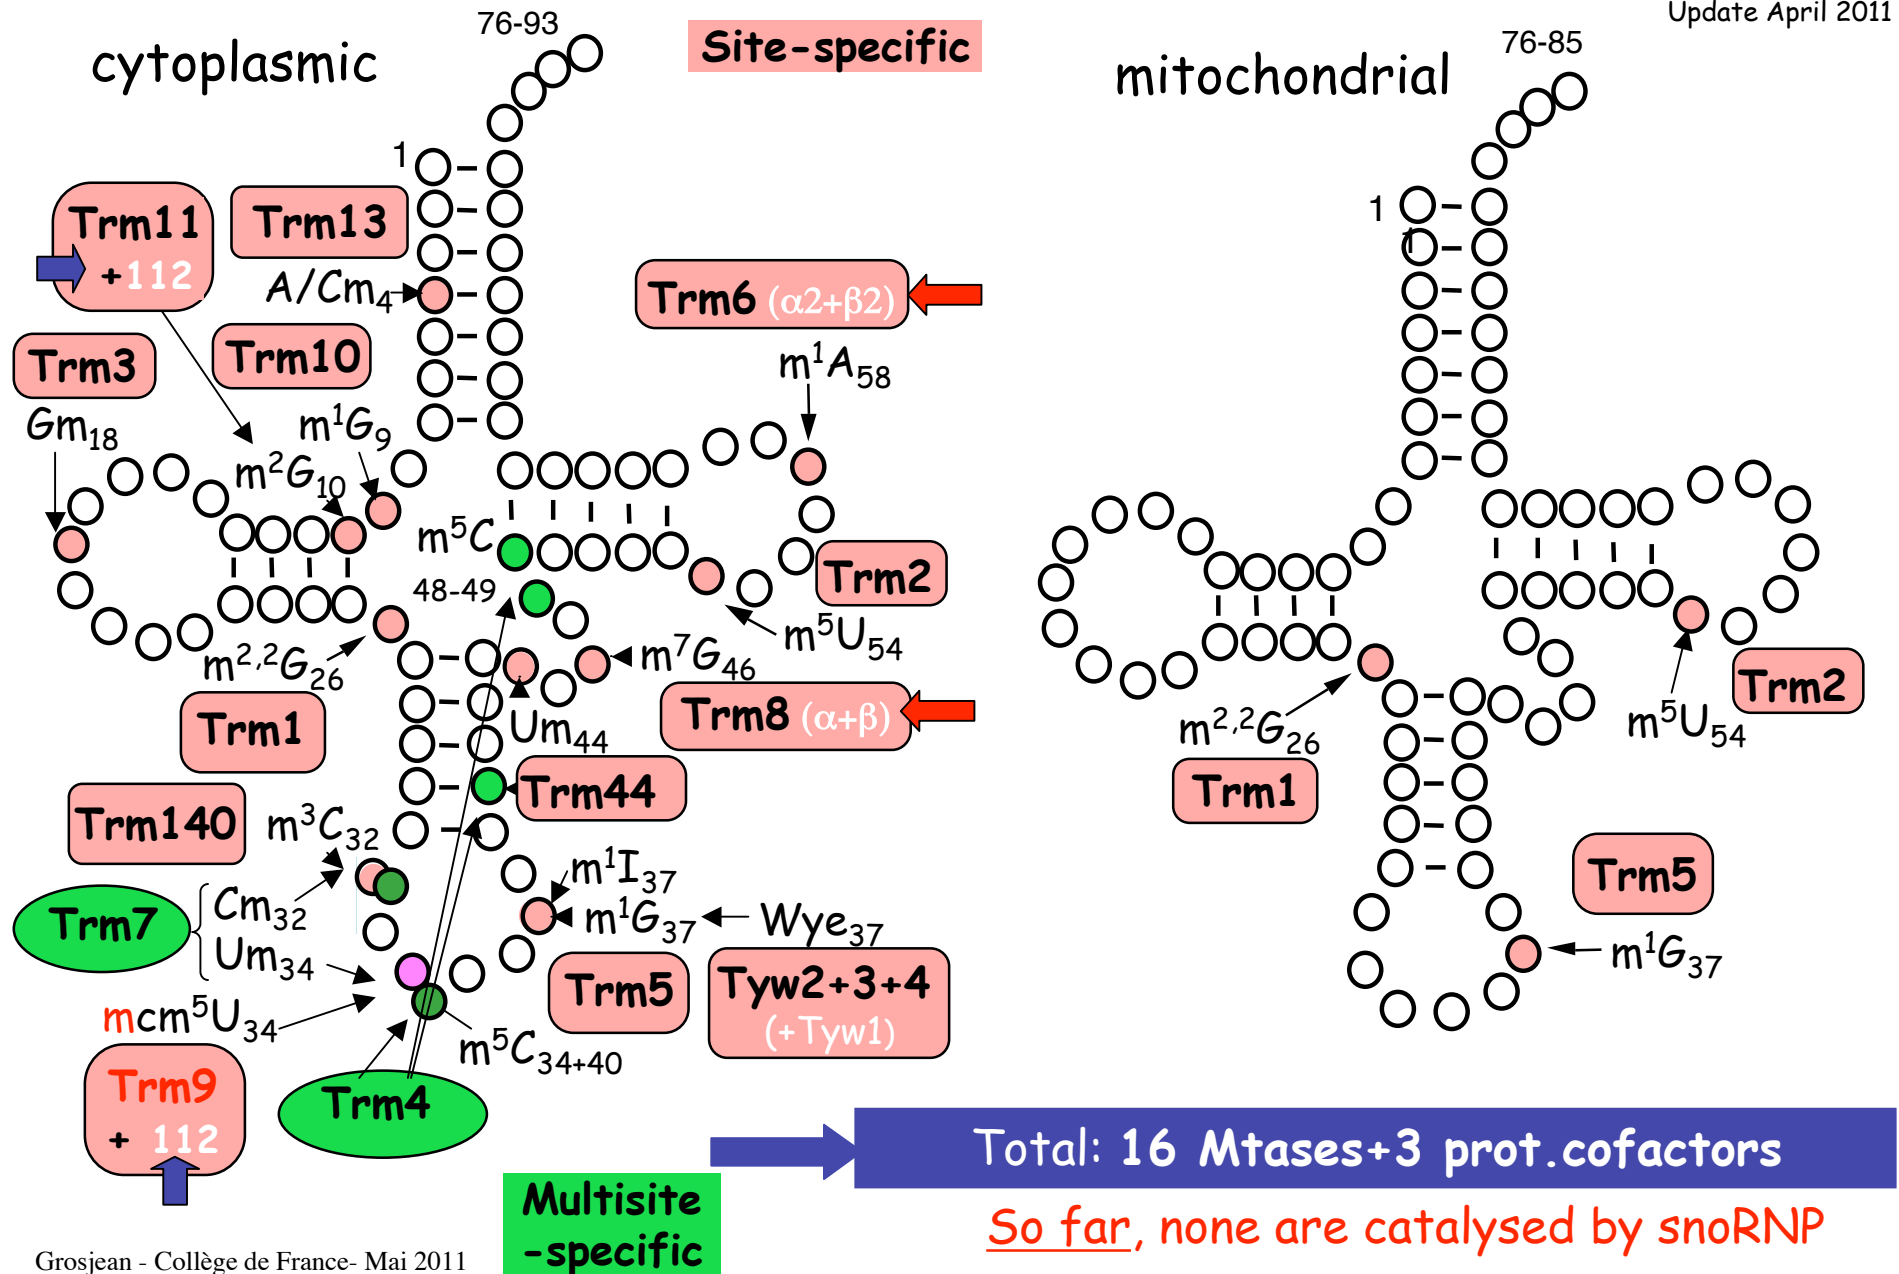 Update April 2011
76-93
Site-specific
76-85
cytoplasmic
mitochondrial
1
Trm11
+112
Trm13
A/Cm4
Trm6 (α2+β2)
Trm3
Trm10
m1A58
Gm18
m1G9
m2G10
m5C
48-49
Trm2
m5U54
m2,2G26
m7G46
Trm1
Um44
Trm8 (α+β)
Trm44
Trm140
m3C32
Trm7
Cm32
Um34
m1I37
m1G37
Wye37
mcm5U34
Trm5
Tyw2+3+4
(+Tyw1)
m5C34+40
Trm9
+ 112
Trm4
1
1
m2,2G26
Trm1
m5U54
Trm2
Trm5
m1G37
Total: 16 Mtases+3 prot.cofactors
So far, none are catalysed by snoRNP
Multisite
-specific
Grosjean - Collège de France- Mai 2011